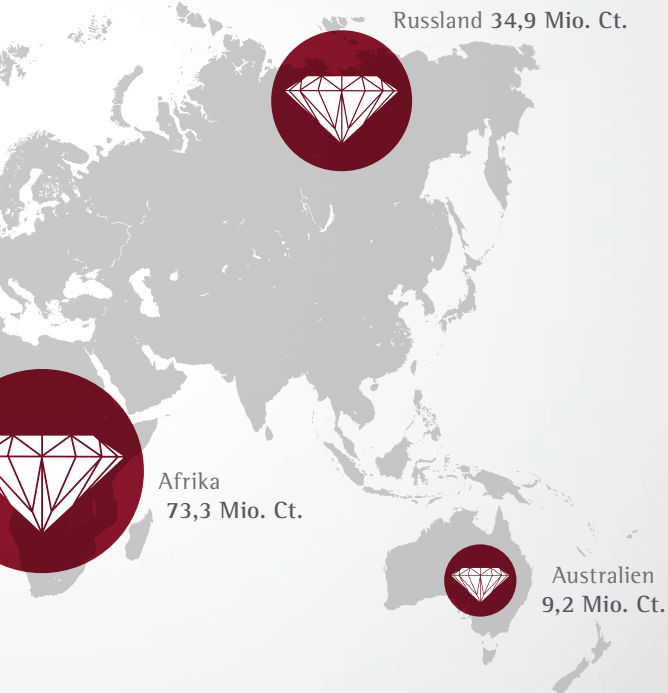 Russland 34,9 Mio. Ct.
Afrika
73,3 Mio. Ct.
Australien
9,2 Mio. Ct.